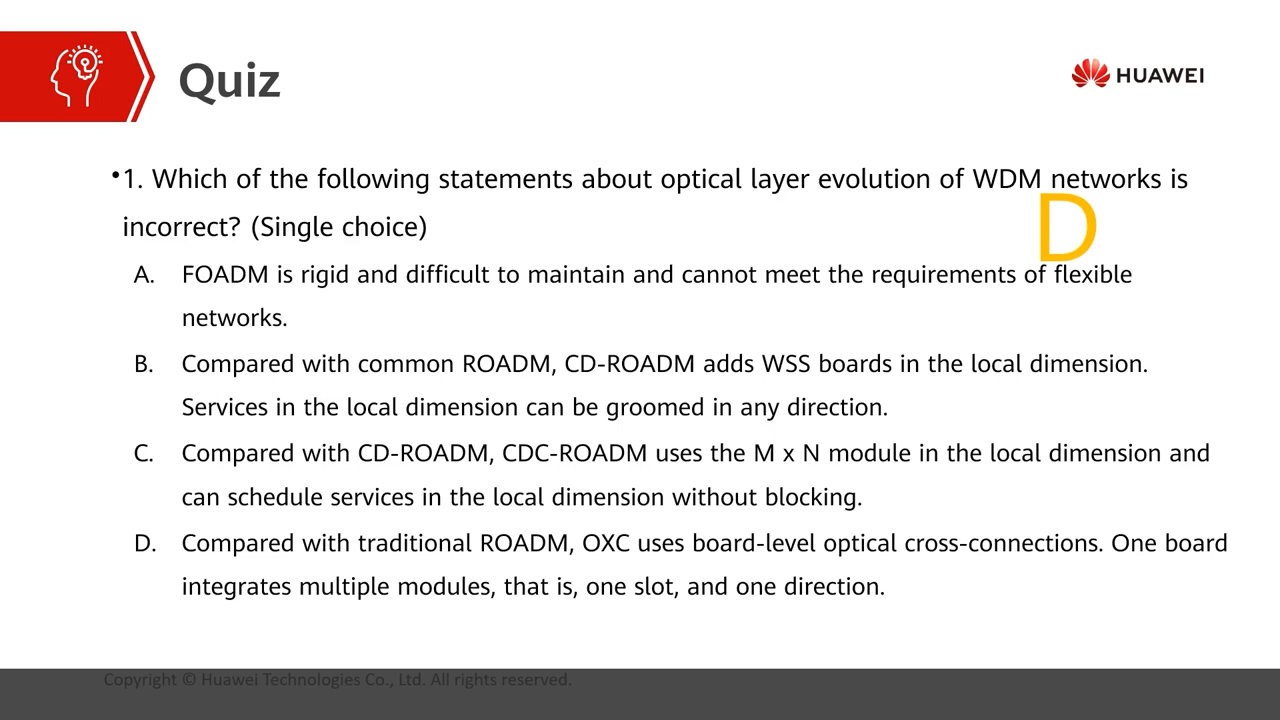 Quiz
HUAWEI
•1. Which of the following statements about optical layer evolution of WDM networks is
incorrect? (Single choice)
D
A. FOADM is rigid and difficult to maintain and cannot meet the requirements of flexible
networks.
B. Compared with common ROADM, CD-ROADM adds WSS boards in the local dimension.
Services in the local dimension can be groomed in any direction.
C. Compared with CD-ROADM, CDC-ROADM uses the M x N module in the local dimension and
can schedule services in the local dimension without blocking.
D. Compared with traditional ROADM, OXC uses board-level optical cross-connections. One board
integrates multiple modules, that is, one slot, and one direction.
Copyright © Huawei Technologies Co., Ltd. All rights reserved.